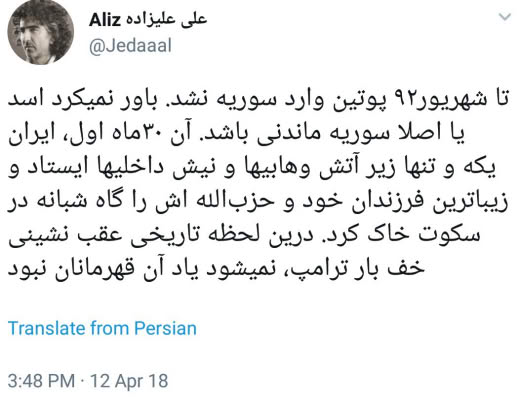 علی علیزاده Aliz
@Jedaaal
تا شهریور۹۲ پوتین وارد سوریه نشد. باور نمیکرد اسد
یا اصلا سوریه ماندنی باشد. آن ۳۰ماه اول، ایران
یکه و تنها زیر آتش وهابیها و نیش داخلیها ایستاد و
زیباترین فرزندان خود و حزب‌الله اش را گاه شبانه در
سکوت خاک کرد. درین لحظه تاریخی عقب نشینی
خف بار ترامپ، نمیشود یاد آن قهرمانان نبود
Translate from Persian
3:48 PM · 12 Apr 18